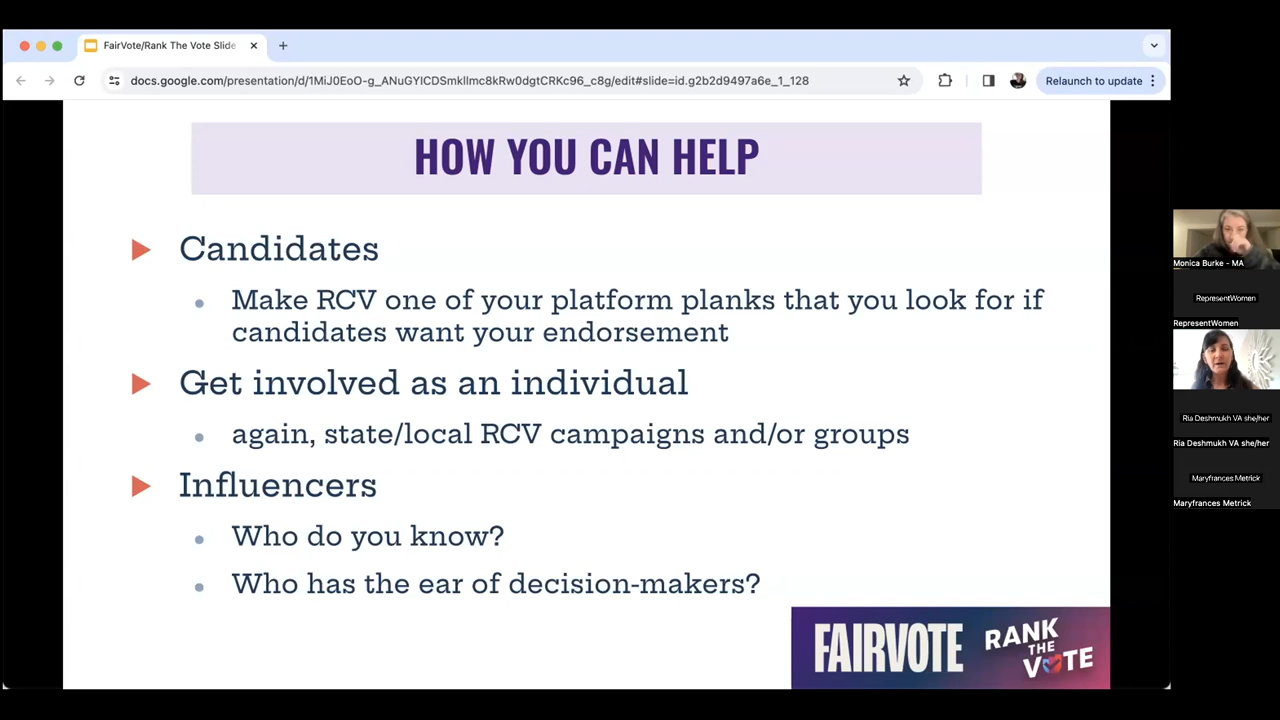 FairVote/Rank The Vote Slide
docs.google.com/presentation/d/1MiJ0EoO-g_ANuGYICDSmkllmc8kRw0dgtCRKc96_c8g/edit#slide=id.g2b2d9497a6e_1_128
Relaunch to update
HOW YOU CAN HELP
Candidates
Make RCV one of your platform planks that you look for if
candidates want your endorsement
Get involved as an individual
again, state/local RCV campaigns and/or groups
Influencers
Who do you know?
Who has the ear of decision-makers?
FAIRVOTE
RANK
THE
VOTE
Monica Burke - MA
RepresentWomen
RepresentWomen
Ria Deshmukh VA she/her
Ria Deshmukh VA she/her
Maryfrances Metrick
Maryfrances Metrick